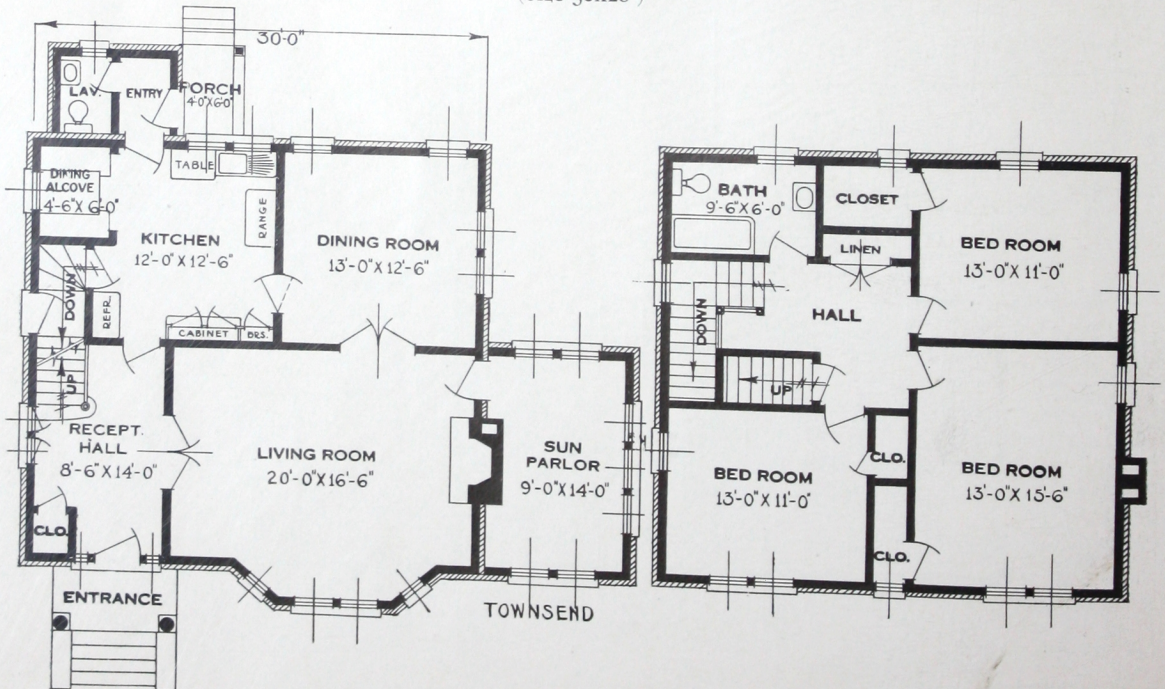 30'-0"
LAV.
ENTRY
PORCH
4'-0"X6'-0"
DINING
ALCOVE
4'-6"X 6'-0"
TABLE
RANGE
KITCHEN
12'-0"X12'-6"
DINING ROOM
13'-0"X12'-6"
DOWN
REFR.
CABINET
BRS.
UP
RECEPT.
HALL
8'-6"X14'-0"
LIVING ROOM
20'-0"X16'-6"
SUN
PARLOR
9'-0"X14'-0"
CLO.
ENTRANCE
TOWNSEND
BATH
9'-6"X6'-0"
CLOSET
LINEN
BED ROOM
13'-0"X11'-0"
HALL
DOWN
UP
BED ROOM
13'-0"X11'-0"
CLO.
CLO.
BED ROOM
13'-0"X 15'-6"